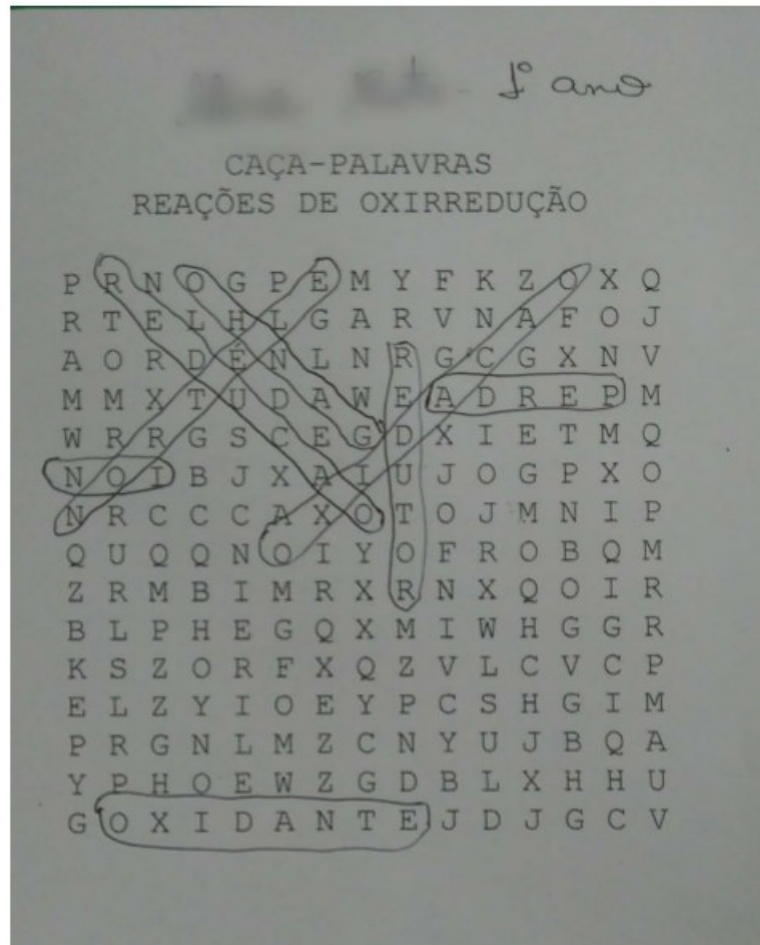 1º ano
CAÇA-PALAVRAS
REAÇÕES DE OXIRREDUÇÃO
P R N O G P E M Y F K Z O X Q
R T E L H L G A R V N A F O J
A O R D E N L N R G C G X N V
M M X T U D A W E A D R E P M
W R R G S C E G D X I E T M Q
N O I B J X A I U J O G P X O
N R C C C A X O T O J M N I P
Q U Q Q N O I Y O F R O B Q M
Z R M B I M R X R N X Q O I R
B L P H E G Q X M I W H G G R
K S Z O R F X Q Z V L C V C P
E L Z Y I O E Y P C S H G I M
P R G N L M Z C N Y U J B Q A
Y P H O E W Z G D B L X H H U
G O X I D A N T E J D J G C V